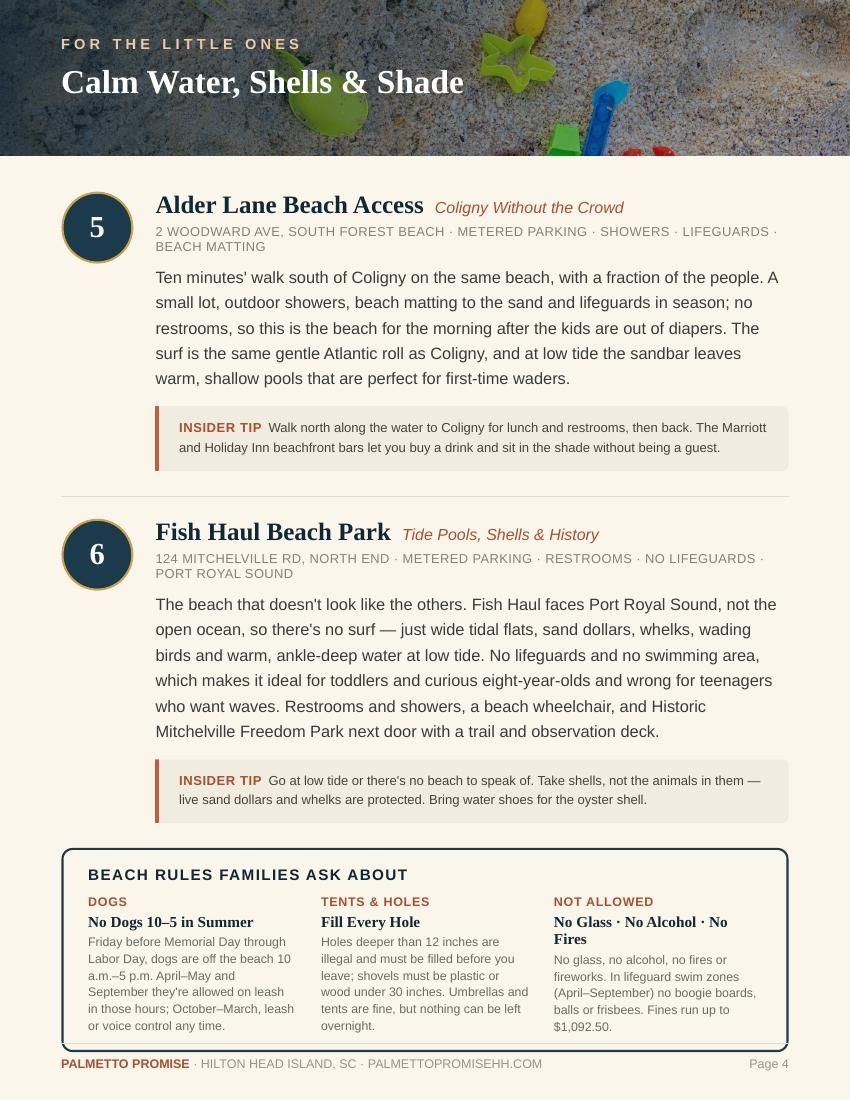 FOR THE LITTLE ONES
Calm Water, Shells & Shade
5
Alder Lane Beach Access Coligny Without the Crowd
2 WOODWARD AVE, SOUTH FOREST BEACH · METERED PARKING · SHOWERS · LIFEGUARDS ·
BEACH MATTING
Ten minutes' walk south of Coligny on the same beach, with a fraction of the people. A
small lot, outdoor showers, beach matting to the sand and lifeguards in season; no
restrooms, so this is the beach for the morning after the kids are out of diapers. The
surf is the same gentle Atlantic roll as Coligny, and at low tide the sandbar leaves
warm, shallow pools that are perfect for first-time waders.
INSIDER TIP Walk north along the water to Coligny for lunch and restrooms, then back. The Marriott
and Holiday Inn beachfront bars let you buy a drink and sit in the shade without being a guest.
6
Fish Haul Beach Park Tide Pools, Shells & History
124 MITCHELVILLE RD, NORTH END · METERED PARKING · RESTROOMS · NO LIFEGUARDS ·
PORT ROYAL SOUND
The beach that doesn't look like the others. Fish Haul faces Port Royal Sound, not the
open ocean, so there's no surf — just wide tidal flats, sand dollars, whelks, wading
birds and warm, ankle-deep water at low tide. No lifeguards and no swimming area,
which makes it ideal for toddlers and curious eight-year-olds and wrong for teenagers
who want waves. Restrooms and showers, a beach wheelchair, and Historic
Mitchelville Freedom Park next door with a trail and observation deck.
INSIDER TIP Go at low tide or there's no beach to speak of. Take shells, not the animals in them —
live sand dollars and whelks are protected. Bring water shoes for the oyster shell.
BEACH RULES FAMILIES ASK ABOUT
DOGS
No Dogs 10–5 in Summer
Friday before Memorial Day through
Labor Day, dogs are off the beach 10
a.m.–5 p.m. April–May and
September they're allowed on leash
in those hours; October–March, leash
or voice control any time.
TENTS & HOLES
Fill Every Hole
Holes deeper than 12 inches are
illegal and must be filled before you
leave; shovels must be plastic or
wood under 30 inches. Umbrellas and
tents are fine, but nothing can be left
overnight.
NOT ALLOWED
No Glass · No Alcohol · No
Fires
No glass, no alcohol, no fires or
fireworks. In lifeguard swim zones
(April–September) no boogie boards,
balls or frisbees. Fines run up to
$1,092.50.
PALMETTO PROMISE · HILTON HEAD ISLAND, SC · PALMETTOPROMISEHH.COM
Page 4